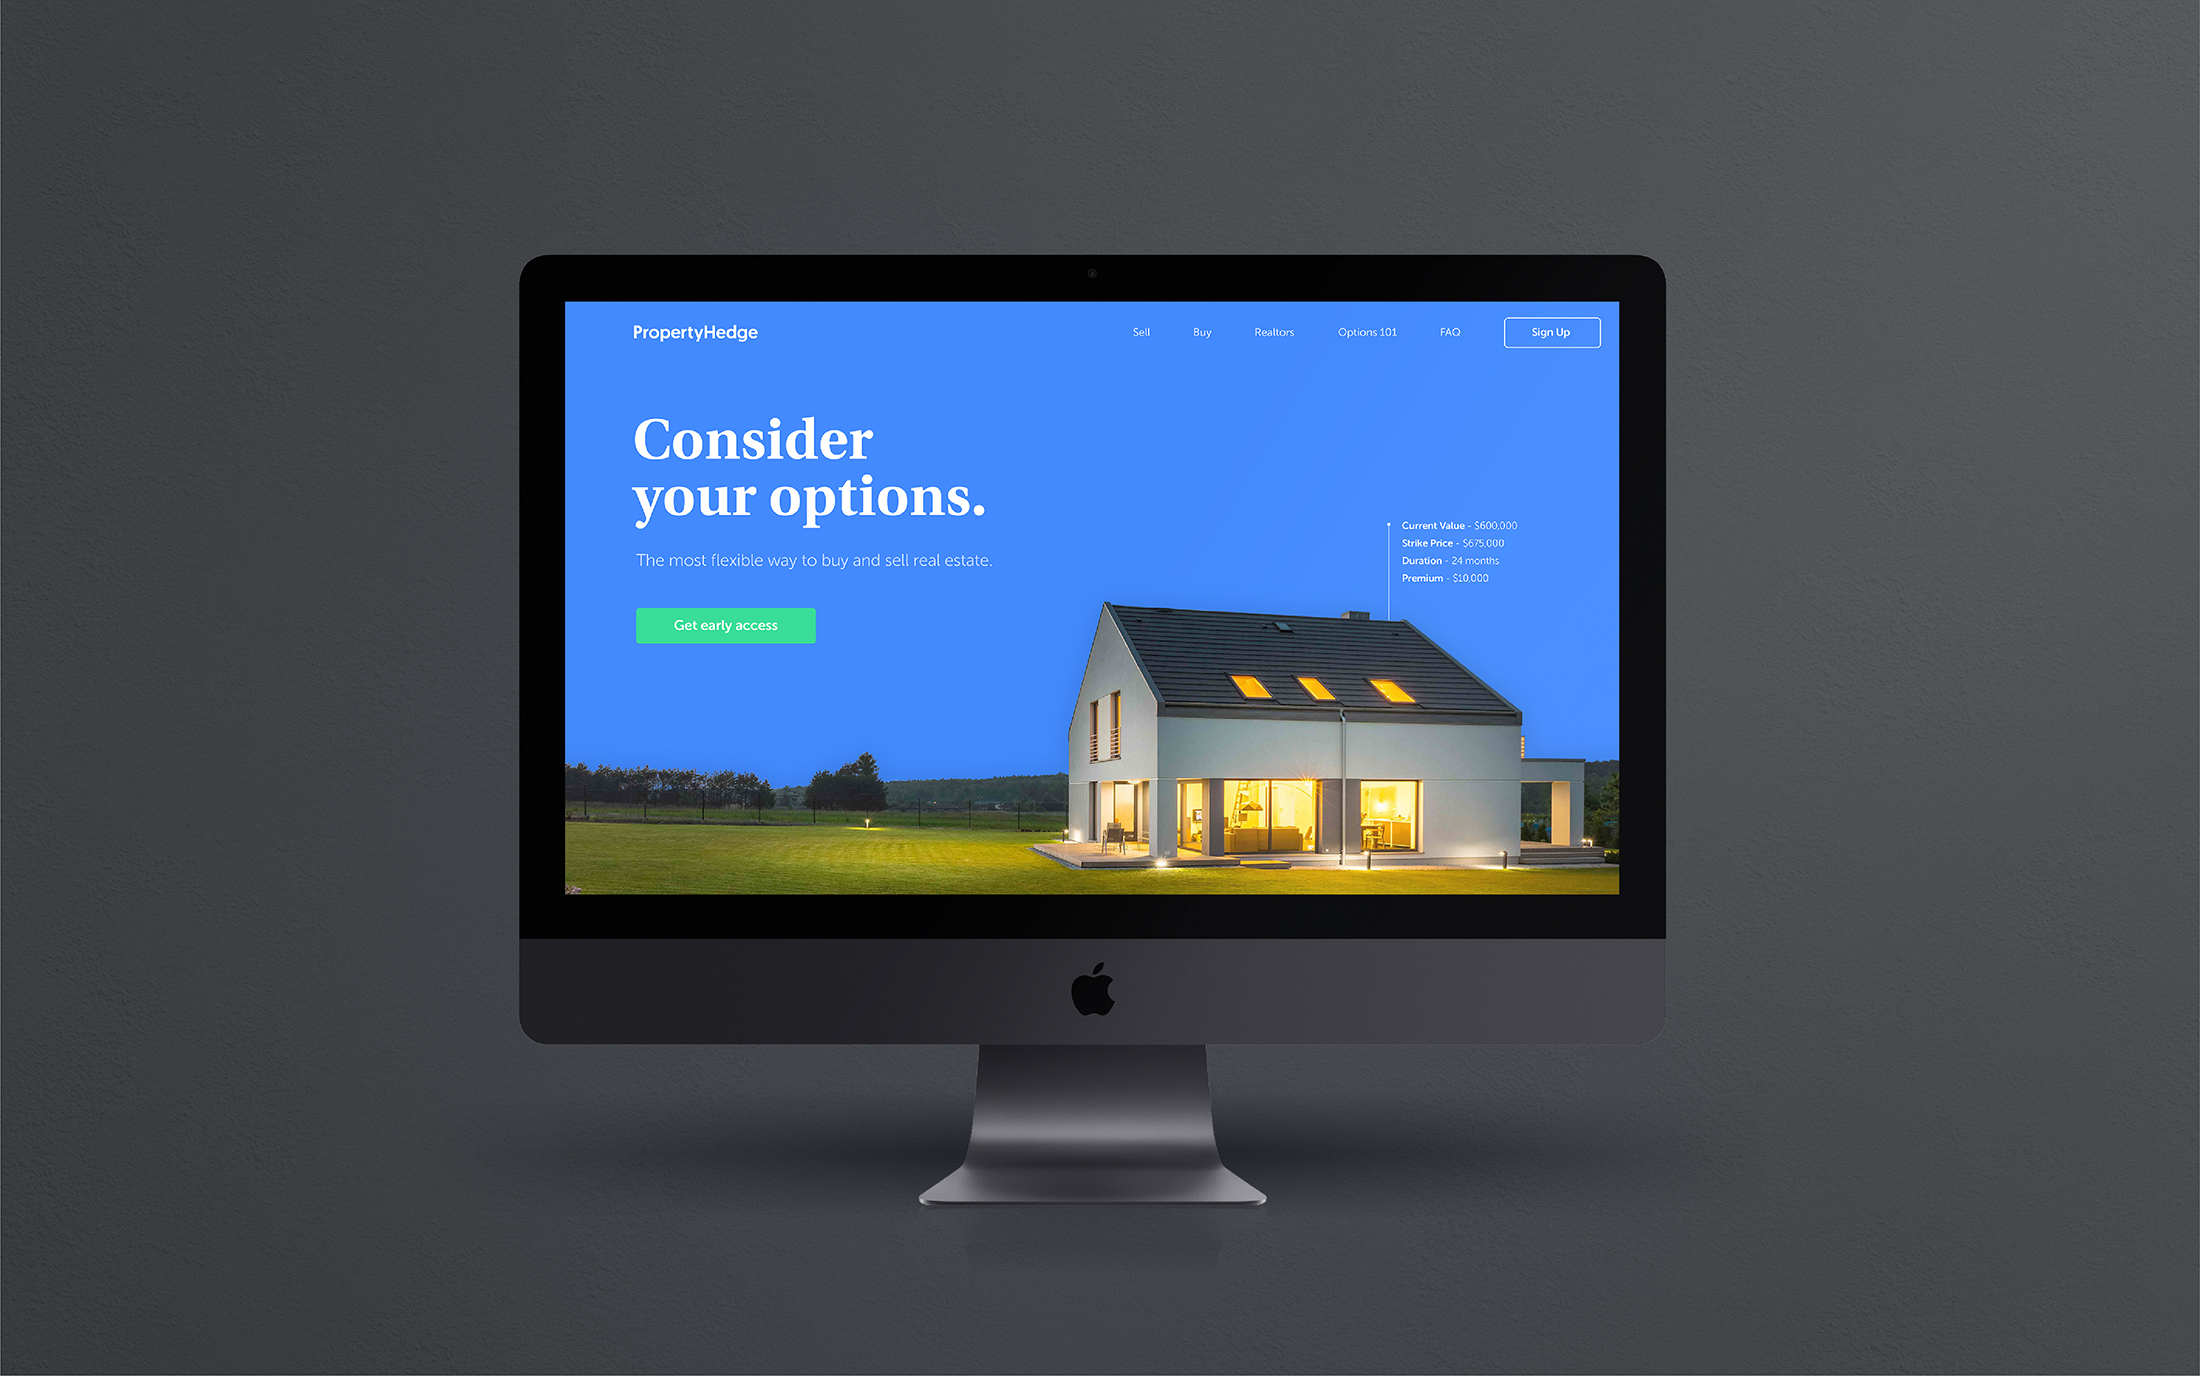 PropertyHedge
Sell Buy Realtors Options 101 FAQ Sign Up
Consider
your options.
The most flexible way to buy and sell real estate.
Get early access
Current Value - $600,000
Strike Price - $675,000
Duration - 24 months
Premium - $10,000